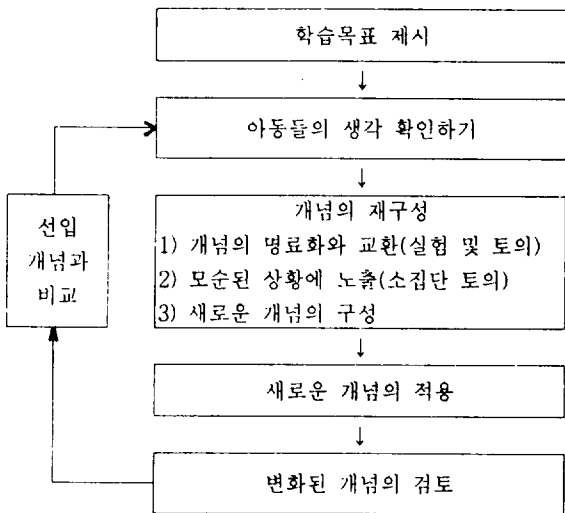 학습목표 제시
아동들의 생각 확인하기
개념의 재구성
1) 개념의 명료화와 교환(실험 및 토의)
2) 모순된 상황에 노출(소집단 토의)
3) 새로운 개념의 구성
선입
개념과
비교
새로운 개념의 적용
변화된 개념의 검토